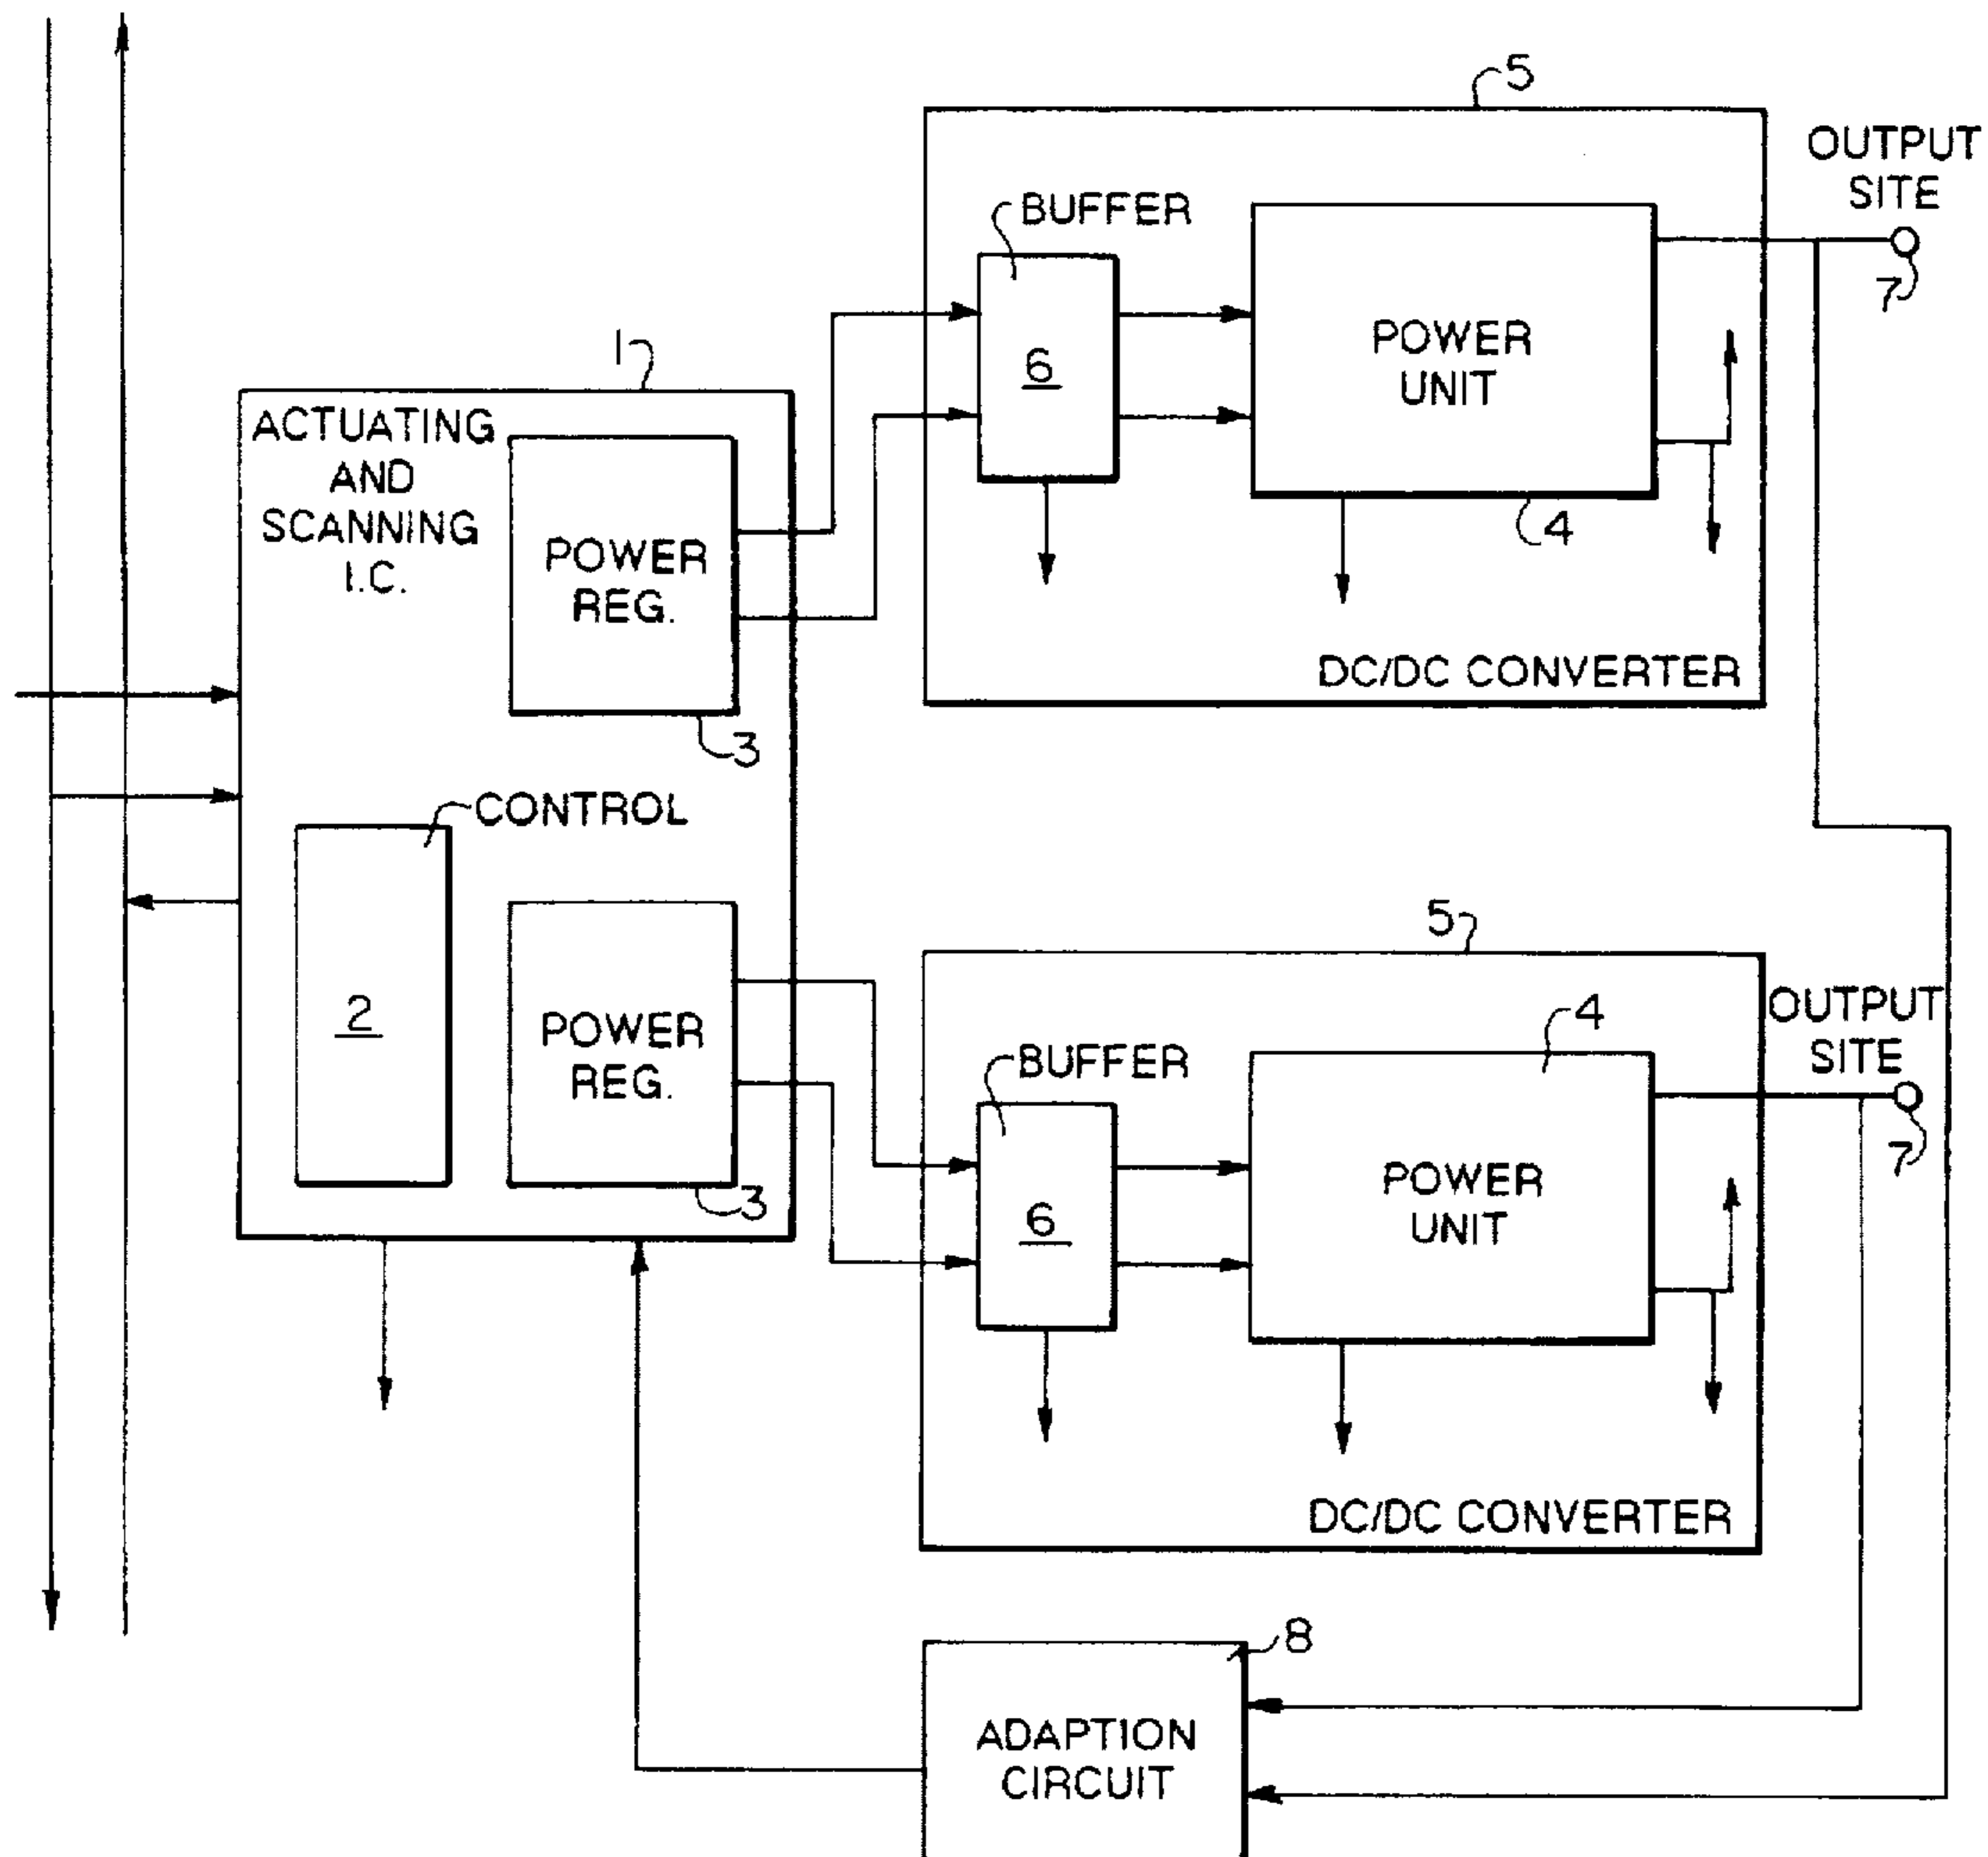 5
OUTPUT
SITE
7
BUFFER
6
POWER
UNIT
4
DC/DC CONVERTER
1
ACTUATING
AND
SCANNING
I.C.
POWER
REG.
3
CONTROL
2
POWER
REG.
3
5
OUTPUT
SITE
7
BUFFER
6
4
POWER
UNIT
DC/DC CONVERTER
8
ADAPTION
CIRCUIT